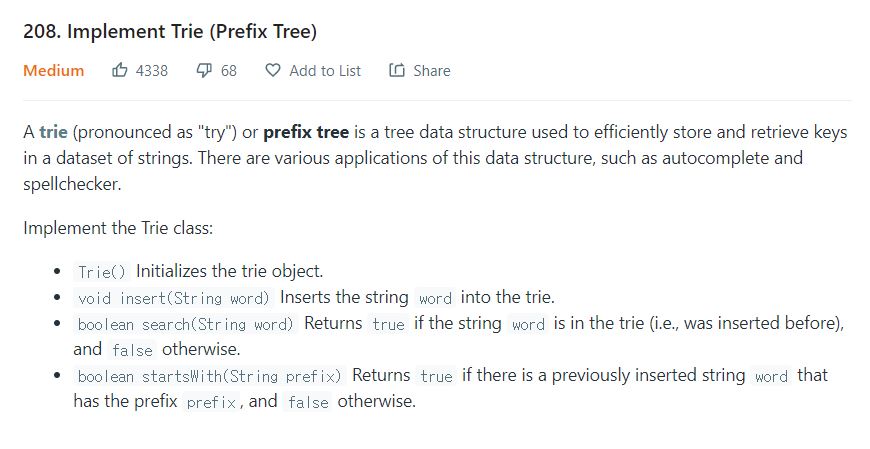 208. Implement Trie (Prefix Tree)
Medium 4338 68 Add to List Share
A trie (pronounced as "try") or prefix tree is a tree data structure used to efficiently store and retrieve keys
in a dataset of strings. There are various applications of this data structure, such as autocomplete and
spellchecker.
Implement the Trie class:
• Trie() Initializes the trie object.
• void insert(String word) Inserts the string word into the trie.
• boolean search(String word) Returns true if the string word is in the trie (i.e., was inserted before),
and false otherwise.
• boolean startsWith(String prefix) Returns true if there is a previously inserted string word that
has the prefix prefix, and false otherwise.